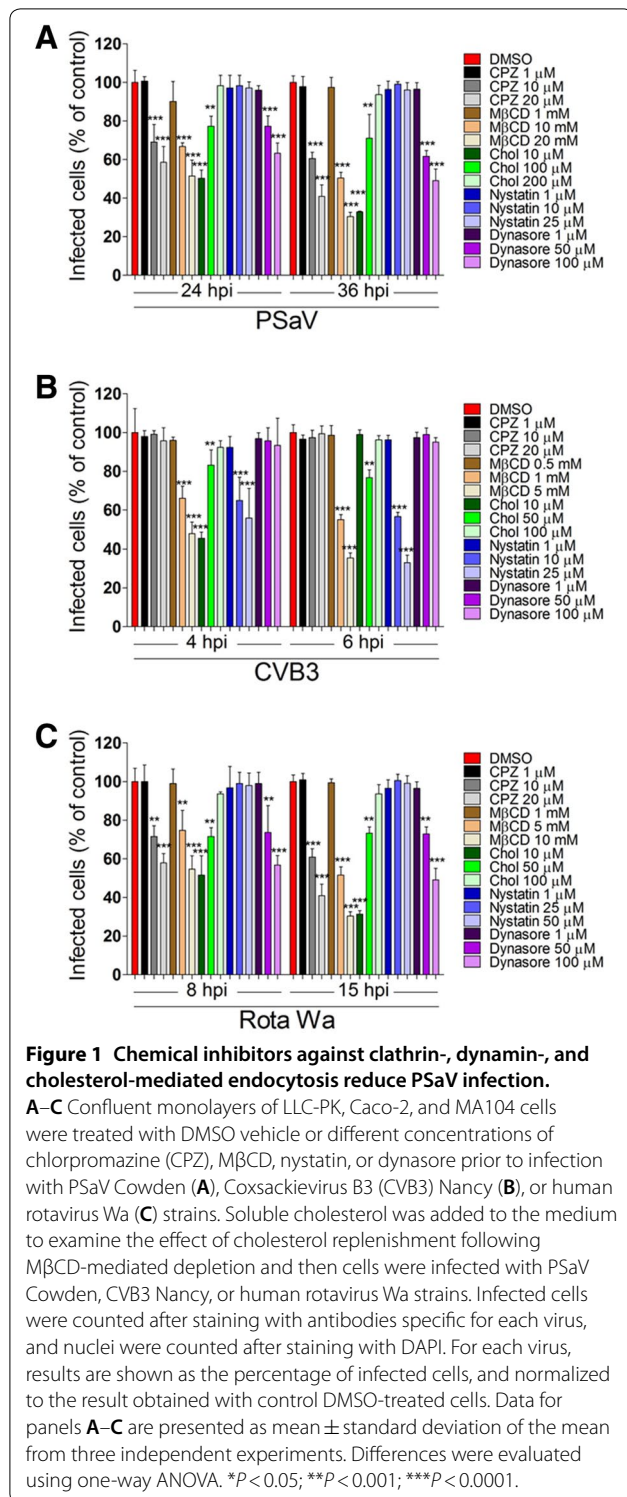 A
Infected cells (% of control)
120
100
80
60
40
20
0
** *** *** *** *** *** ** ** ***
*** *** *** *** *** ** *** ***
24 hpi 36 hpi
PSaV
DMSO
CPZ 1 μM
CPZ 10 μM
CPZ 20 μM
MβCD 1 mM
MβCD 10 mM
MβCD 20 mM
Chol 10 μM
Chol 100 μM
Chol 200 μM
Nystatin 1 μM
Nystatin 10 μM
Nystatin 25 μM
Dynasore 1 μM
Dynasore 50 μM
Dynasore 100 μM
B
Infected cells (% of control)
120
100
80
60
40
20
0
*** *** *** ** *** ***
*** *** ** *** ***
4 hpi 6 hpi
CVB3
DMSO
CPZ 1 μM
CPZ 10 μM
CPZ 20 μM
MβCD 0.5 mM
MβCD 1 mM
MβCD 5 mM
Chol 10 μM
Chol 50 μM
Chol 100 μM
Nystatin 1 μM
Nystatin 10 μM
Nystatin 25 μM
Dynasore 1 μM
Dynasore 50 μM
Dynasore 100 μM
C
Infected cells (% of control)
120
100
80
60
40
20
0
** *** ** *** *** ** ** ***
*** *** *** *** *** ** ** ***
8 hpi 15 hpi
Rota Wa
DMSO
CPZ 1 μM
CPZ 10 μM
CPZ 20 μM
MβCD 1 mM
MβCD 5 mM
MβCD 10 mM
Chol 10 μM
Chol 50 μM
Chol 100 μM
Nystatin 1 μM
Nystatin 25 μM
Nystatin 50 μM
Dynasore 1 μM
Dynasore 50 μM
Dynasore 100 μM
Figure 1 Chemical inhibitors against clathrin-, dynamin-, and
cholesterol-mediated endocytosis reduce PSaV infection.
A–C Confluent monolayers of LLC-PK, Caco-2, and MA104 cells
were treated with DMSO vehicle or different concentrations of
chlorpromazine (CPZ), MβCD, nystatin, or dynasore prior to infection
with PSaV Cowden (A), Coxsackievirus B3 (CVB3) Nancy (B), or human
rotavirus Wa (C) strains. Soluble cholesterol was added to the medium
to examine the effect of cholesterol replenishment following
MβCD-mediated depletion and then cells were infected with PSaV
Cowden, CVB3 Nancy, or human rotavirus Wa strains. Infected cells
were counted after staining with antibodies specific for each virus,
and nuclei were counted after staining with DAPI. For each virus,
results are shown as the percentage of infected cells, and normalized
to the result obtained with control DMSO-treated cells. Data for
panels A–C are presented as mean ± standard deviation of the mean
from three independent experiments. Differences were evaluated
using one-way ANOVA. *P < 0.05; **P < 0.001; ***P < 0.0001.